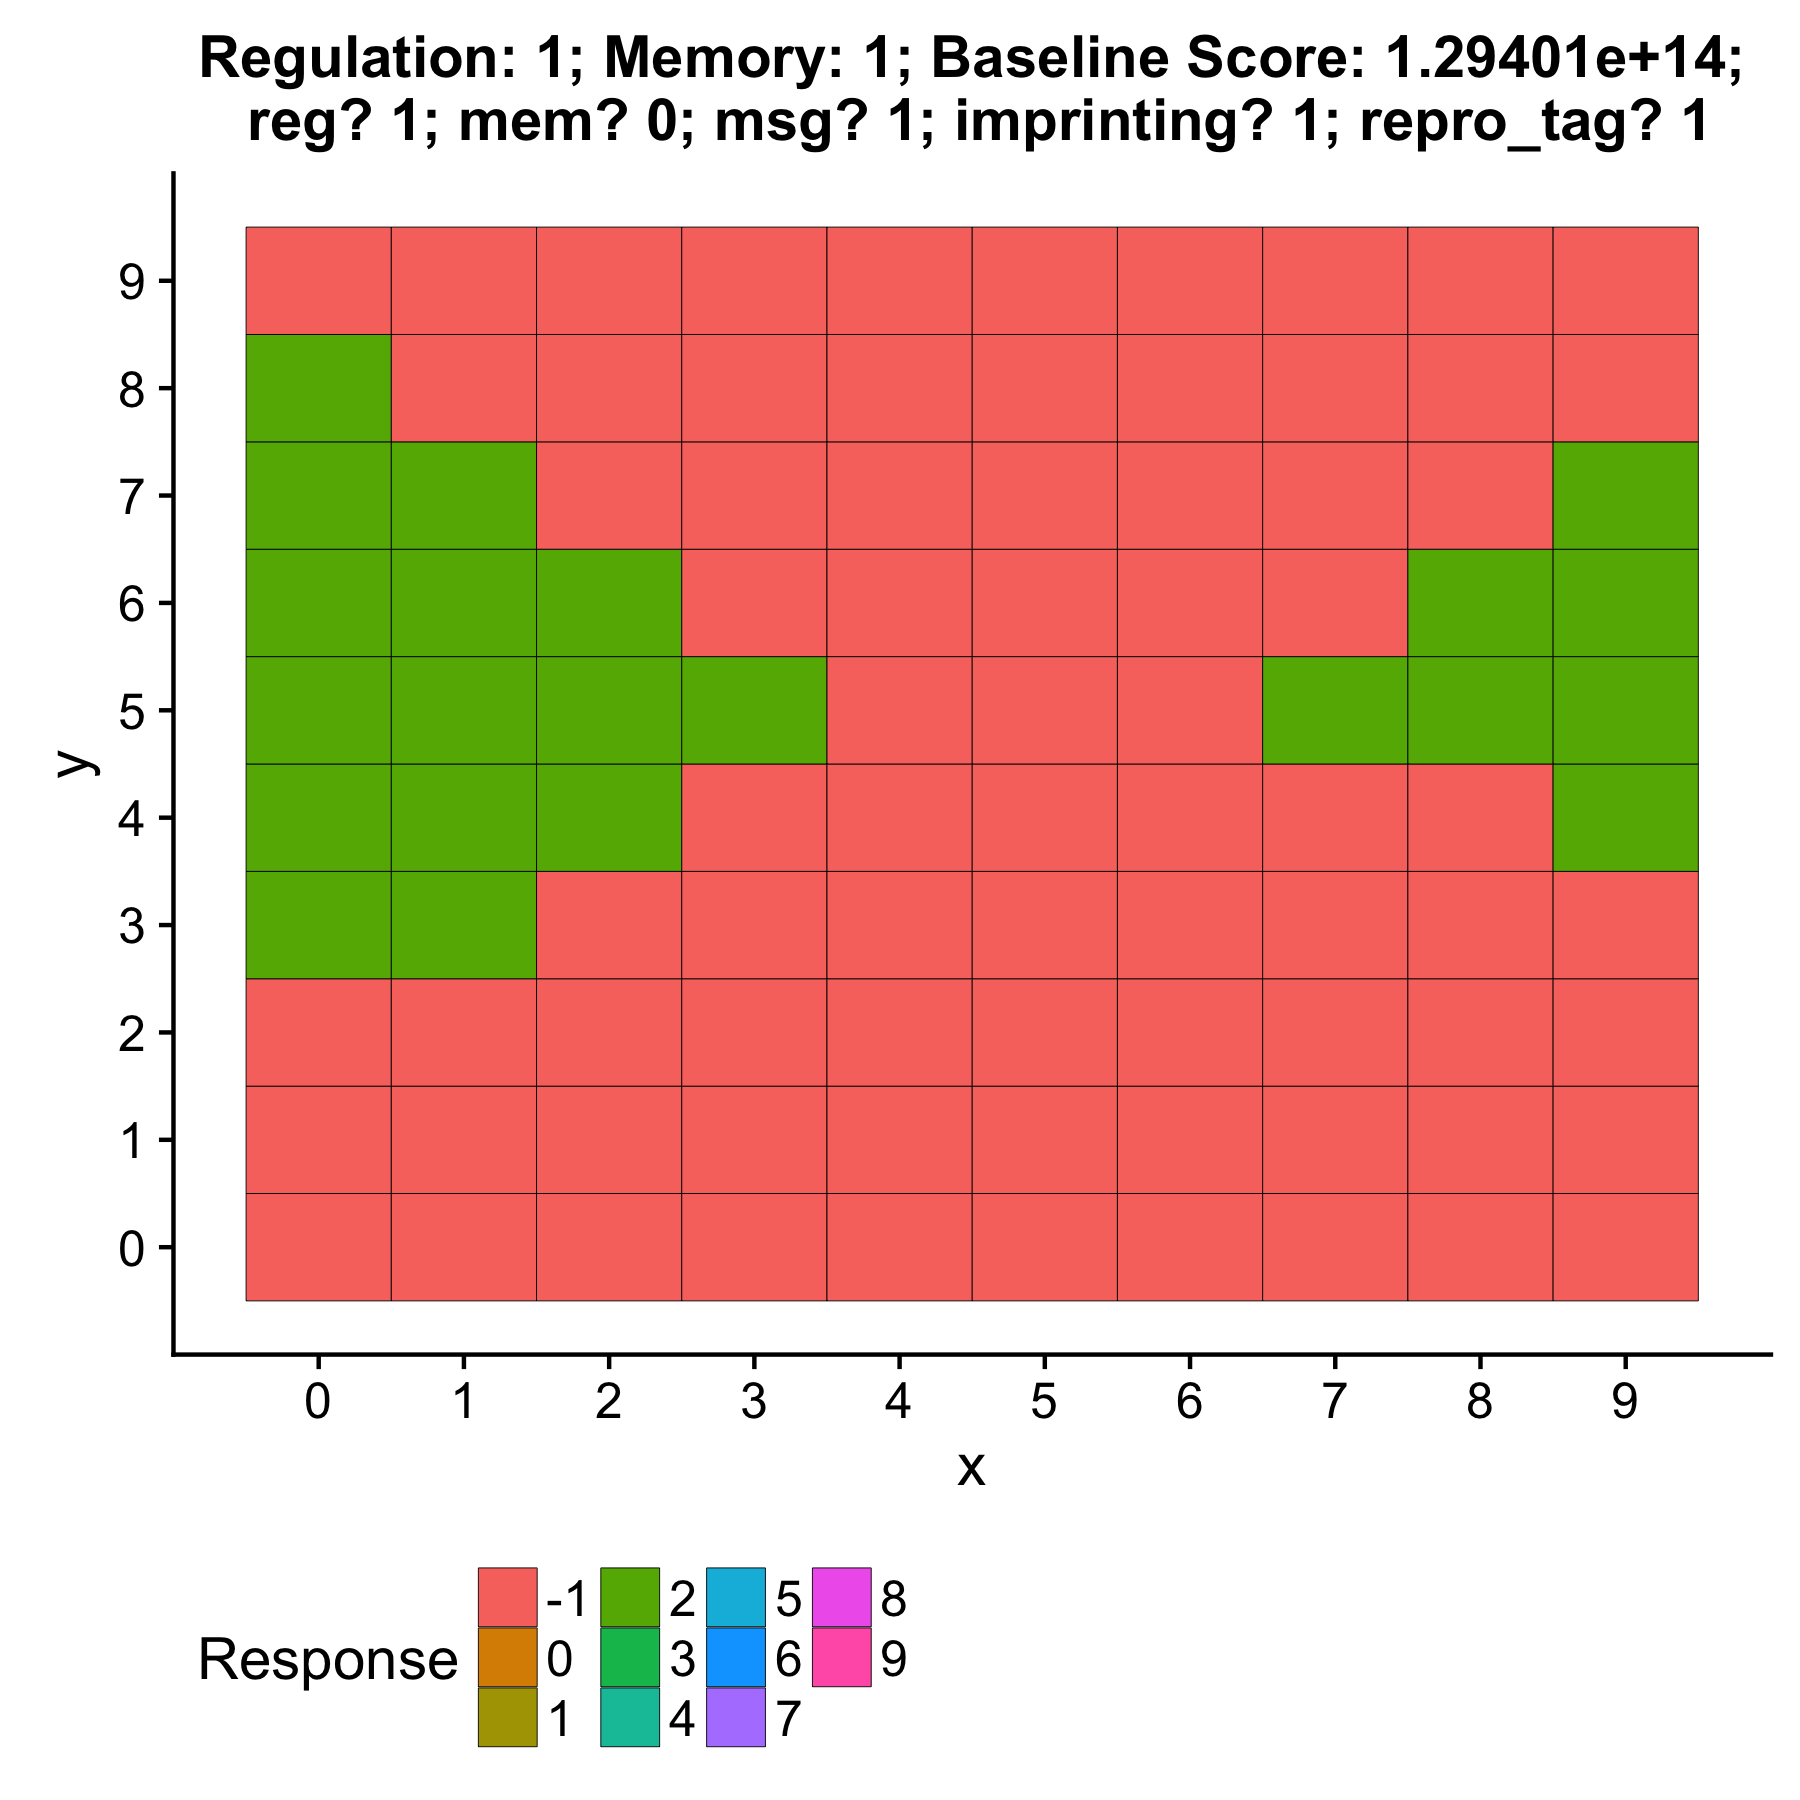 Regulation: 1; Memory: 1; Baseline Score: 1.29401e+14;
reg? 1; mem? 0; msg? 1; imprinting? 1; repro_tag? 1
9
8
7
6
5
4
3
2
1
0
y
0 1 2 3 4 5 6 7 8 9
x
Response
-1 2 5 8
0 3 6 9
1 4 7